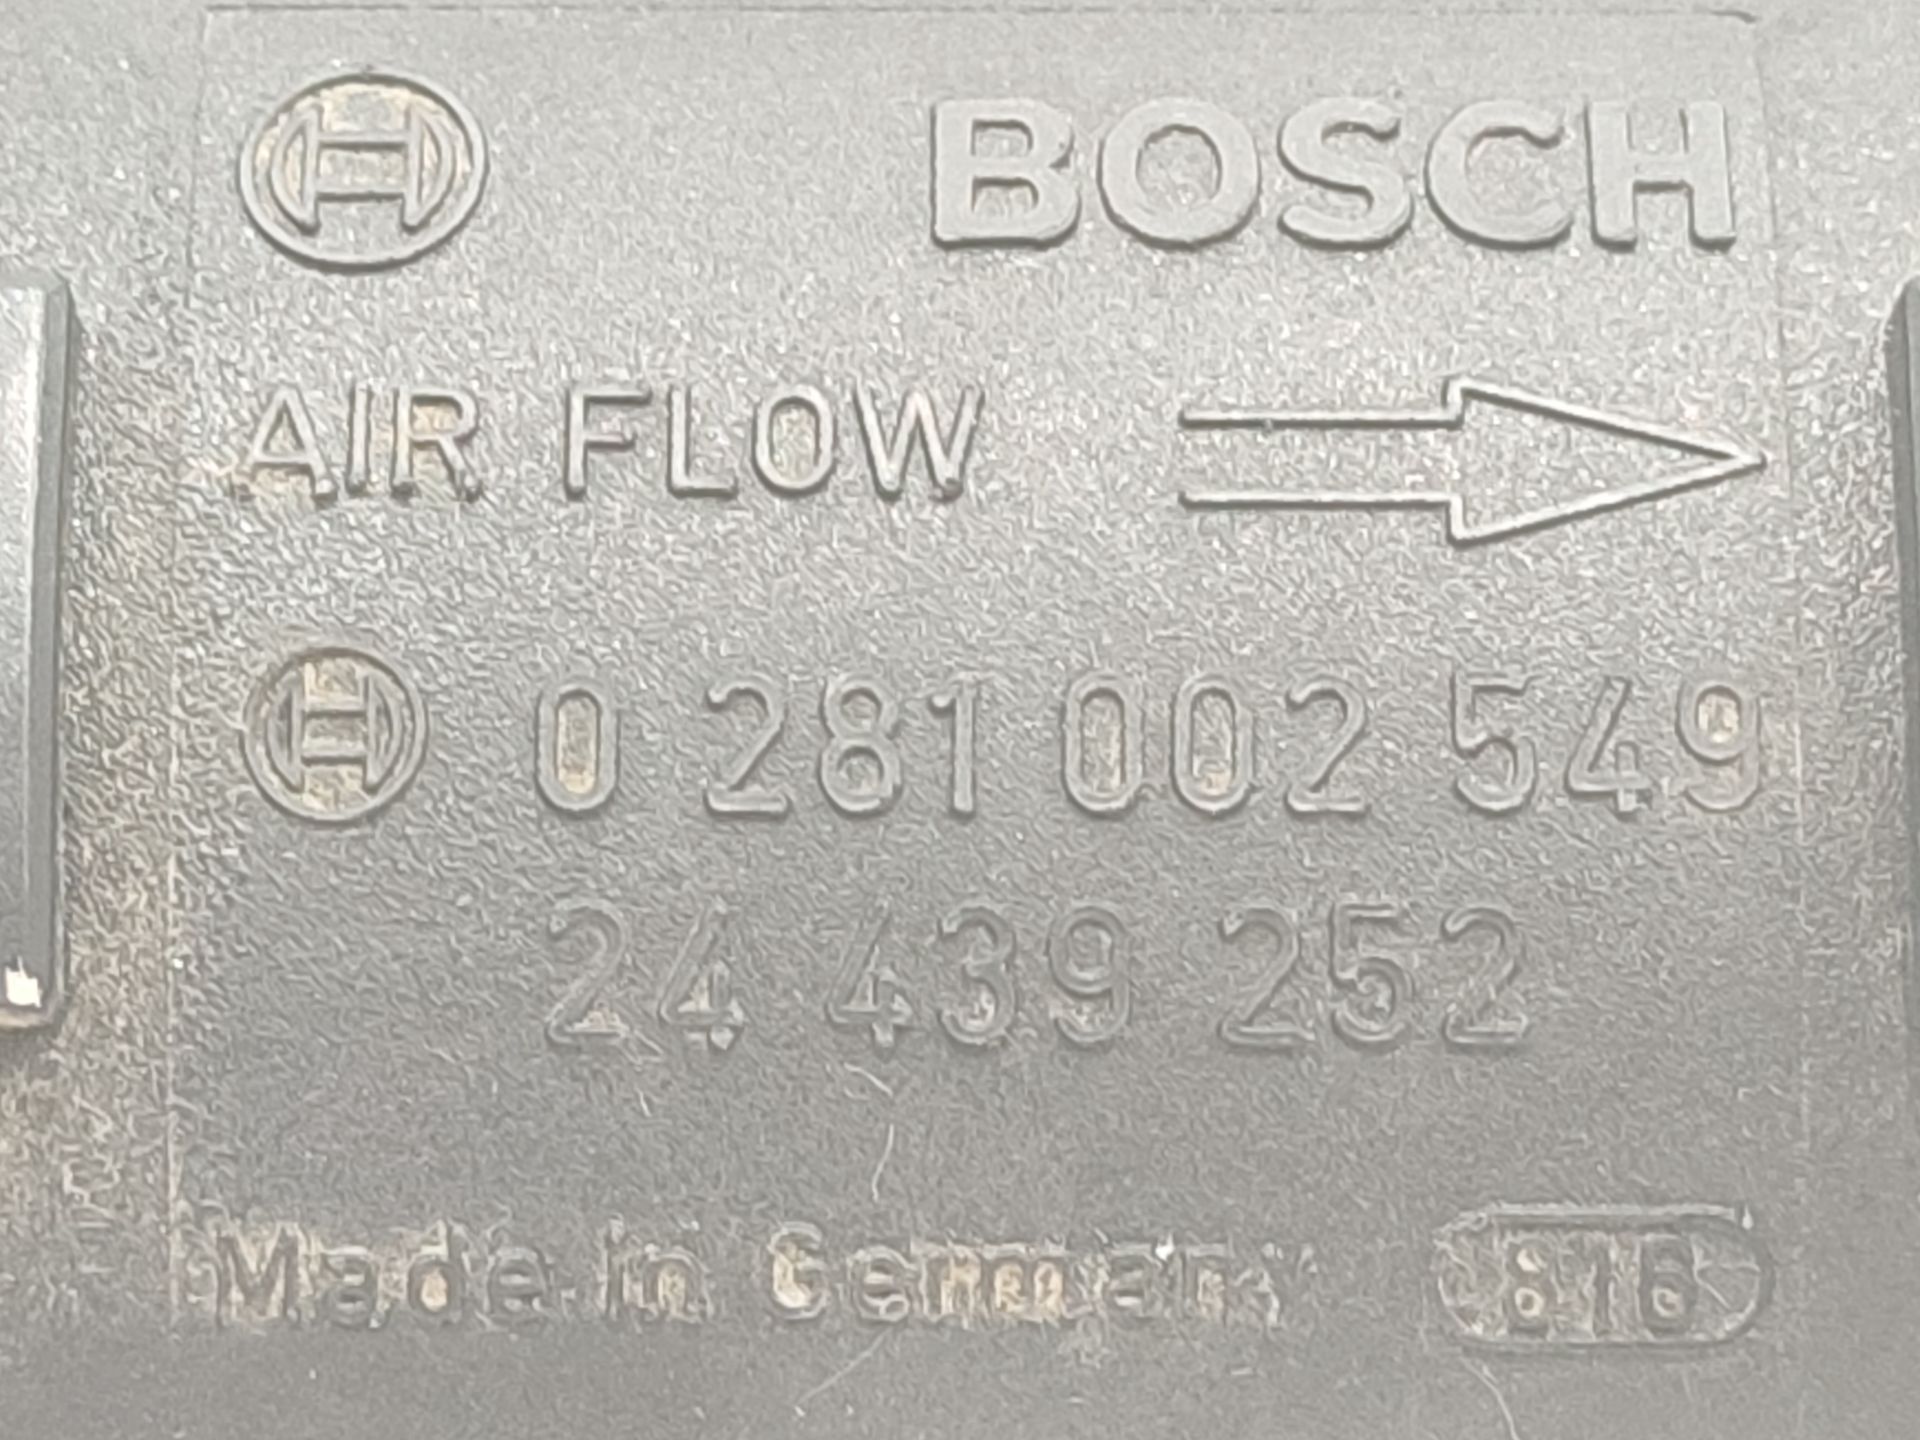 BOSCH
AIR FLOW
0 281 002 549
24 439 252
Made in Germany 816